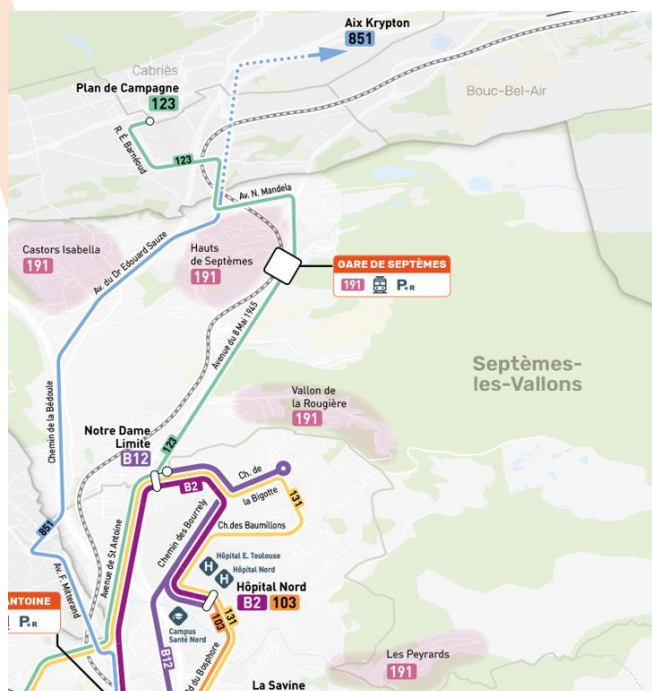 Aix Krypton
851
Cabriès
Plan de Campagne
123
Bouc-Bel-Air
R. É. Barnéoud
123
Av. N. Mandela
Castors Isabella
191
Av. du Dr Edouard Sauze
Hauts
de Septèmes
191
GARE DE SEPTÈMES
191 P+R
Avenue du 8 Mai 1945
Septèmes-
les-Vallons
Chemin de la Bédoule
Vallon de
la Rougière
191
Notre Dame
Limite
B12
123
Ch. de
la Bigotte
B2
131
Chemin des Bourrely
Ch.des Baumillons
851
Avenue de St Antoine
Av. F. Mitterand
Hôpital E. Toulouse
H
Hôpital Nord
H
Hôpital Nord
B2 103
ANTOINE
P+R
Campus
Santé Nord
131
103
B12
d du Bosphore
Les Peyrards
191
La Savine